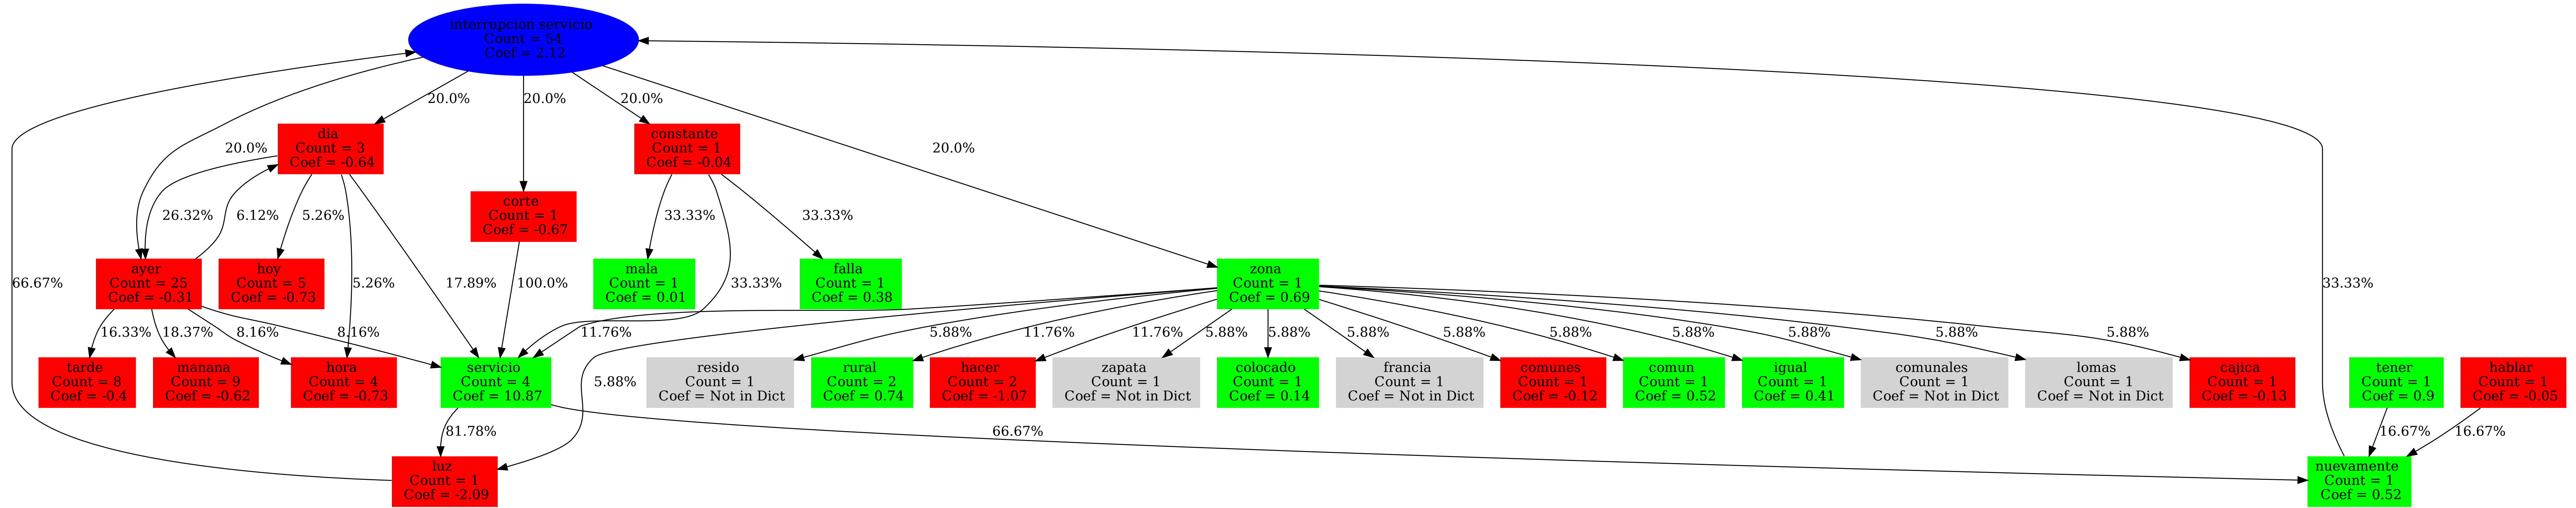 interrupcion servicio
Count = 54
Coef = 2.12
20.0%
20.0%
20.0%
dia
Count = 3
Coef = -0.64
constante
Count = 1
Coef = -0.04
20.0%
20.0%
corte
Count = 1
Coef = -0.67
26.32%
6.12%
5.26%
33.33%
33.33%
ayer
Count = 25
Coef = -0.31
hoy
Count = 5
Coef = -0.73
mala
Count = 1
Coef = 0.01
falla
Count = 1
Coef = 0.38
zona
Count = 1
Coef = 0.69
66.67%
5.26%
17.89%
100.0%
33.33%
33.33%
16.33%
18.37%
8.16%
8.16%
11.76%
5.88%
11.76%
11.76%
5.88%
5.88%
5.88%
5.88%
5.88%
5.88%
5.88%
5.88%
5.88%
tarde
Count = 8
Coef = -0.4
manana
Count = 9
Coef = -0.62
hora
Count = 4
Coef = -0.73
servicio
Count = 4
Coef = 10.87
5.88%
resido
Count = 1
Coef = Not in Dict
rural
Count = 2
Coef = 0.74
hacer
Count = 2
Coef = -1.07
zapata
Count = 1
Coef = Not in Dict
colocado
Count = 1
Coef = 0.14
francia
Count = 1
Coef = Not in Dict
comunes
Count = 1
Coef = -0.12
comun
Count = 1
Coef = 0.52
igual
Count = 1
Coef = 0.41
comunales
Count = 1
Coef = Not in Dict
lomas
Count = 1
Coef = Not in Dict
cajica
Count = 1
Coef = -0.13
tener
Count = 1
Coef = 0.9
hablar
Count = 1
Coef = -0.05
81.78%
66.67%
16.67%
16.67%
luz
Count = 1
Coef = -2.09
nuevamente
Count = 1
Coef = 0.52